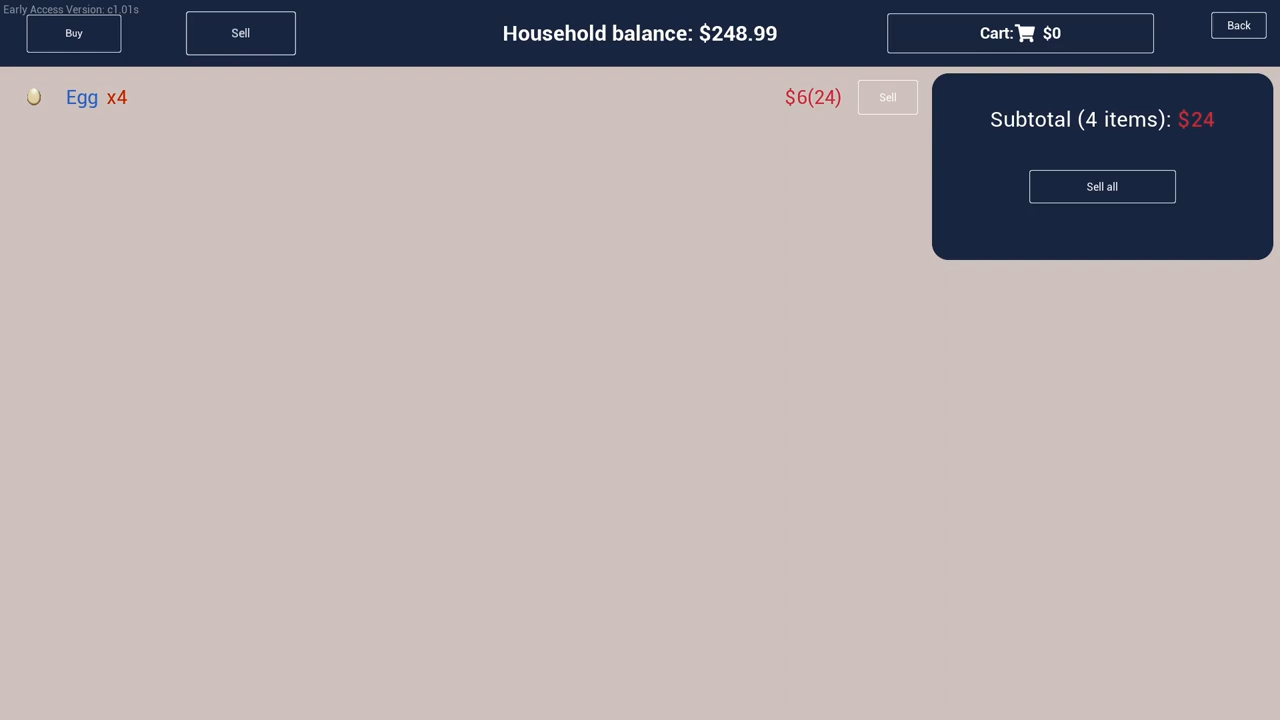 Early Access Version: c1.01s
Buy
Sell
Household balance: $248.99
Cart: $0
Back
Egg x4
$6(24)
Sell
Subtotal (4 items): $24
Sell all